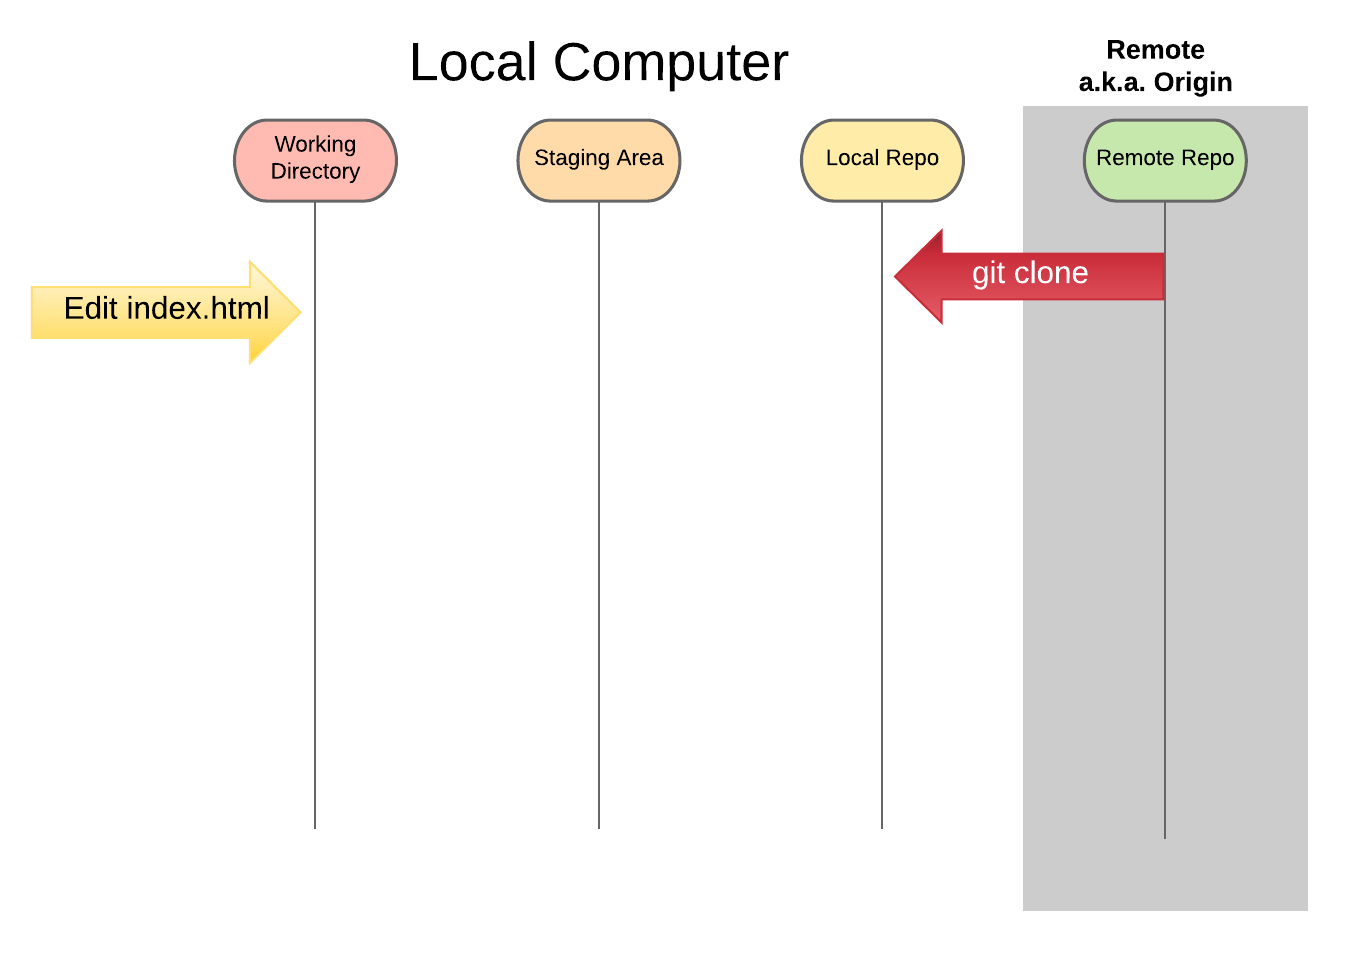 Local Computer
Remote
a.k.a. Origin
Working
Directory
Staging Area
Local Repo
Remote Repo
git clone
Edit index.html